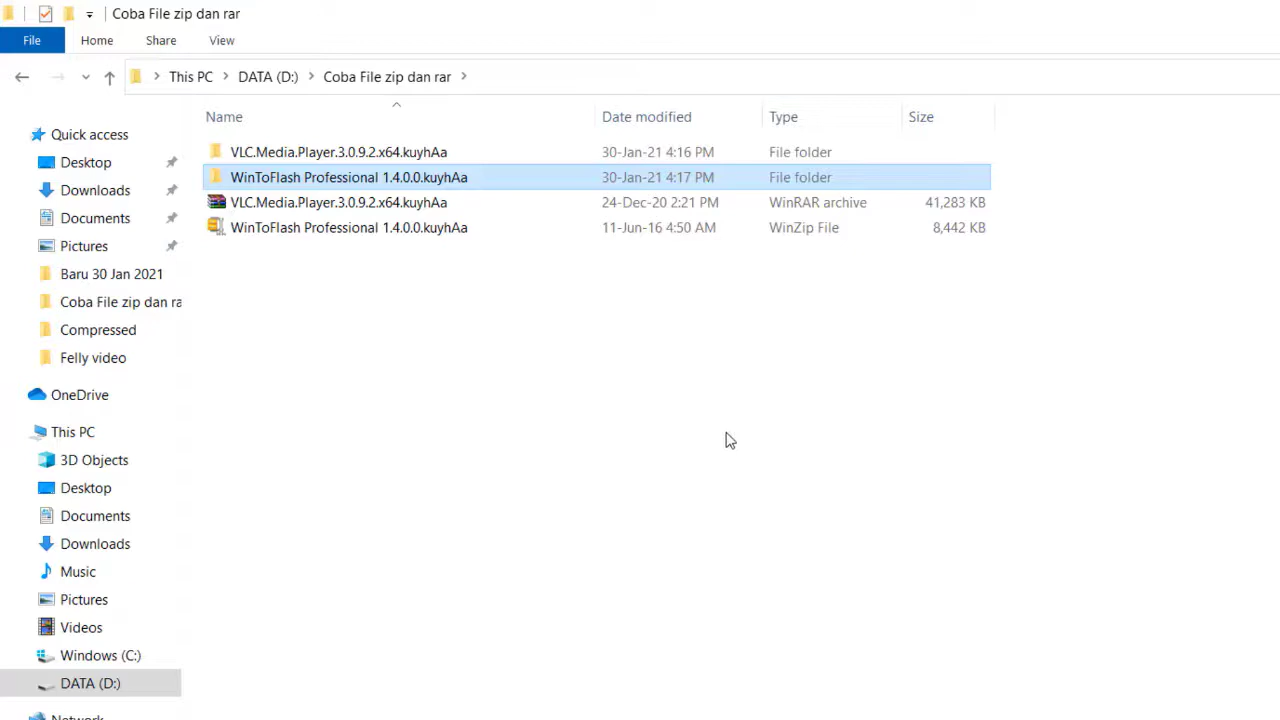 Coba File zip dan rar
File Home Share View
This PC DATA (D:) Coba File zip dan rar
Name Date modified Type Size
VLC.Media.Player.3.0.9.2.x64.kuyhAa 30-Jan-21 4:16 PM File folder
WinToFlash Professional 1.4.0.0.kuyhAa 30-Jan-21 4:17 PM File folder
VLC.Media.Player.3.0.9.2.x64.kuyhAa 24-Dec-20 2:21 PM WinRAR archive 41,283 KB
WinToFlash Professional 1.4.0.0.kuyhAa 11-Jun-16 4:50 AM WinZip File 8,442 KB
Quick access
Desktop
Downloads
Documents
Pictures
Baru 30 Jan 2021
Coba File zip dan ra
Compressed
Felly video
OneDrive
This PC
3D Objects
Desktop
Documents
Downloads
Music
Pictures
Videos
Windows (C:)
DATA (D:)
Network